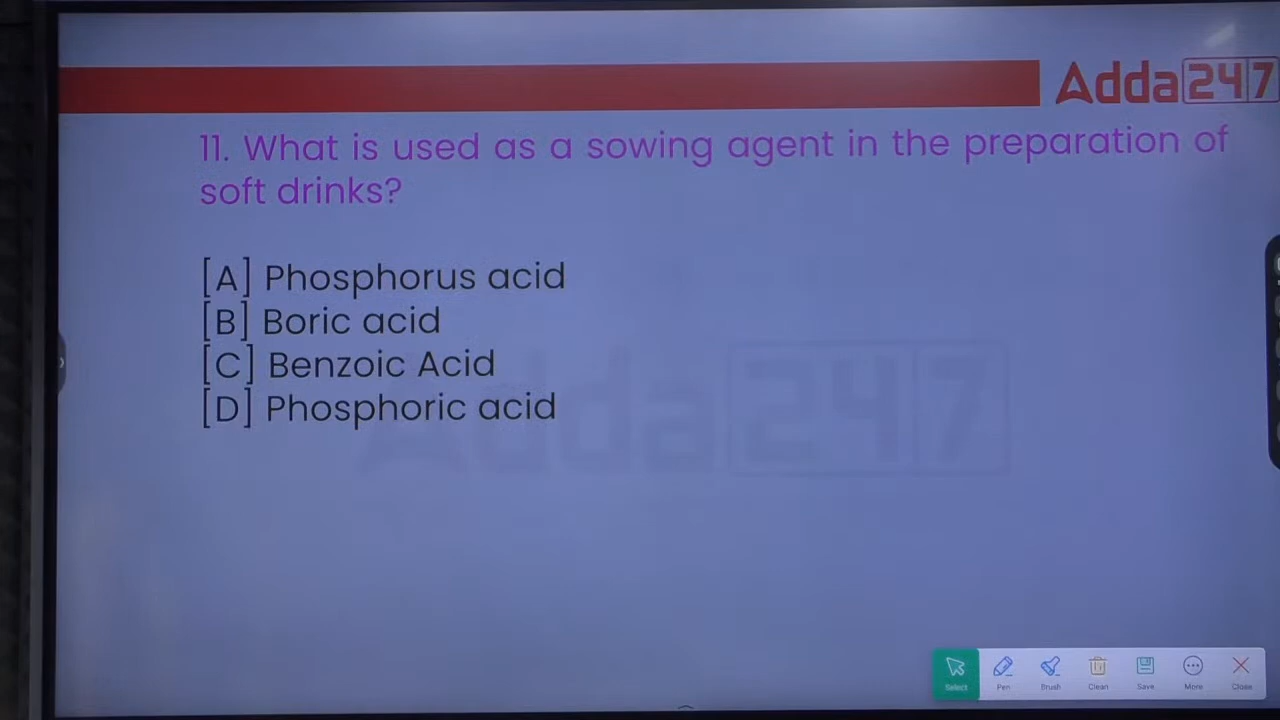 Adda247
11. What is used as a sowing agent in the preparation of
soft drinks?
[A] Phosphorus acid
[B] Boric acid
[C] Benzoic Acid
[D] Phosphoric acid
Adda247
Select Pen Brush Clean Save More Close